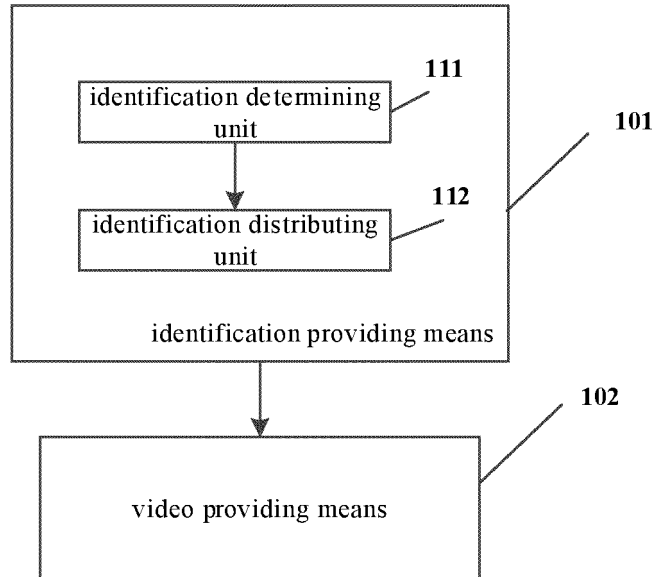 111
identification determining
unit
101
112
identification distributing
unit
identification providing means
102
video providing means